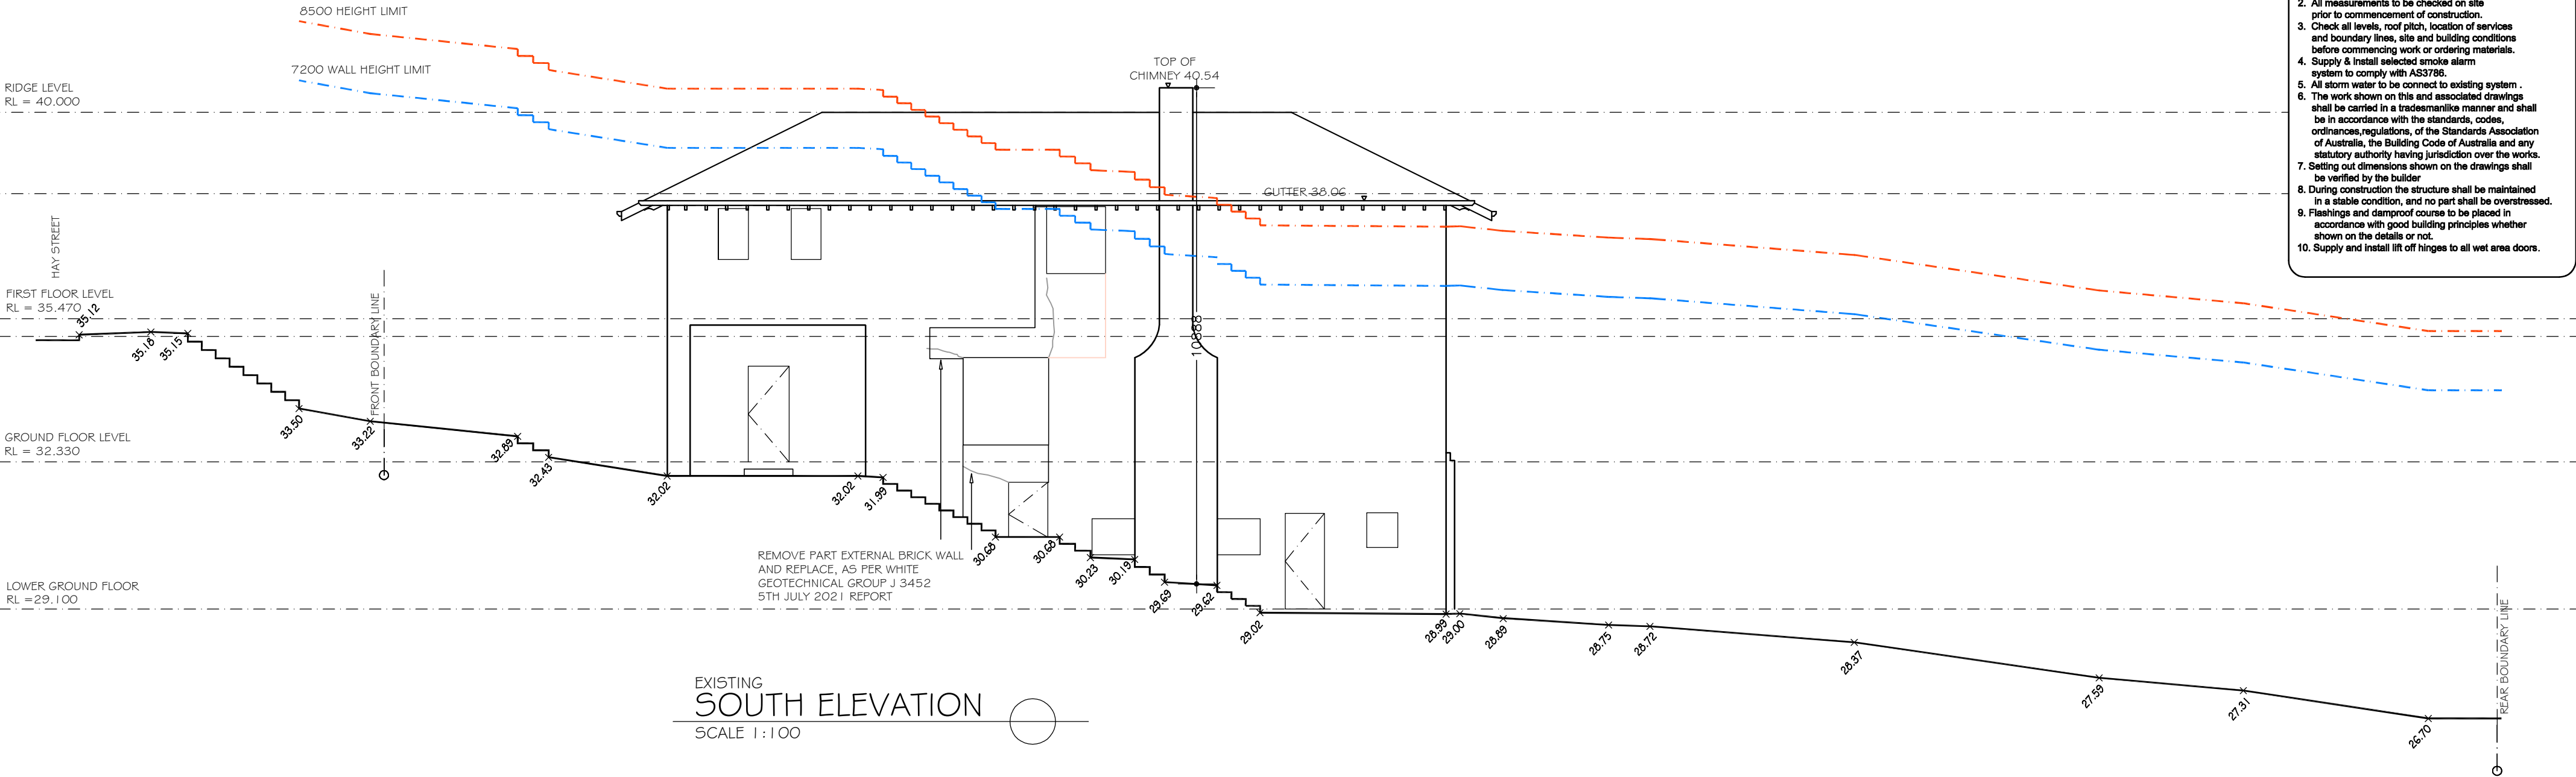 8500 HEIGHT LIMIT
7200 WALL HEIGHT LIMIT
RIDGE LEVEL
RL = 40.000
TOP OF
CHIMNEY 40.54
GUTTER 38.06
HAY STREET
FIRST FLOOR LEVEL
RL = 35.470
35.12
35.18
35.15
FRONT BOUNDARY LINE
33.50
33.22
GROUND FLOOR LEVEL
RL = 32.330
32.89
32.43
32.02
32.02
31.99
10888
30.68
30.68
30.23
30.19
29.69
29.62
29.02
28.99
29.00
28.89
28.75
28.72
28.37
27.59
27.31
26.70
REAR BOUNDARY LINE
REMOVE PART EXTERNAL BRICK WALL
AND REPLACE, AS PER WHITE
GEOTECHNICAL GROUP J 3452
5TH JULY 2021 REPORT
LOWER GROUND FLOOR
RL =29.100
EXISTING
SOUTH ELEVATION
SCALE 1:100
2. All measurements to be checked on site
prior to commencement of construction.
3. Check all levels, roof pitch, location of services
and boundary lines, site and building conditions
before commencing work or ordering materials.
4. Supply & install selected smoke alarm
system to comply with AS3786.
5. All storm water to be connect to existing system .
6. The work shown on this and associated drawings
shall be carried in a tradesmanlike manner and shall
be in accordance with the standards, codes,
ordinances,regulations, of the Standards Association
of Australia, the Building Code of Australia and any
statutory authority having jurisdiction over the works.
7. Setting out dimensions shown on the drawings shall
be verified by the builder
8. During construction the structure shall be maintained
in a stable condition, and no part shall be overstressed.
9. Flashings and damproof course to be placed in
accordance with good building principles whether
shown on the details or not.
10. Supply and install lift off hinges to all wet area doors.